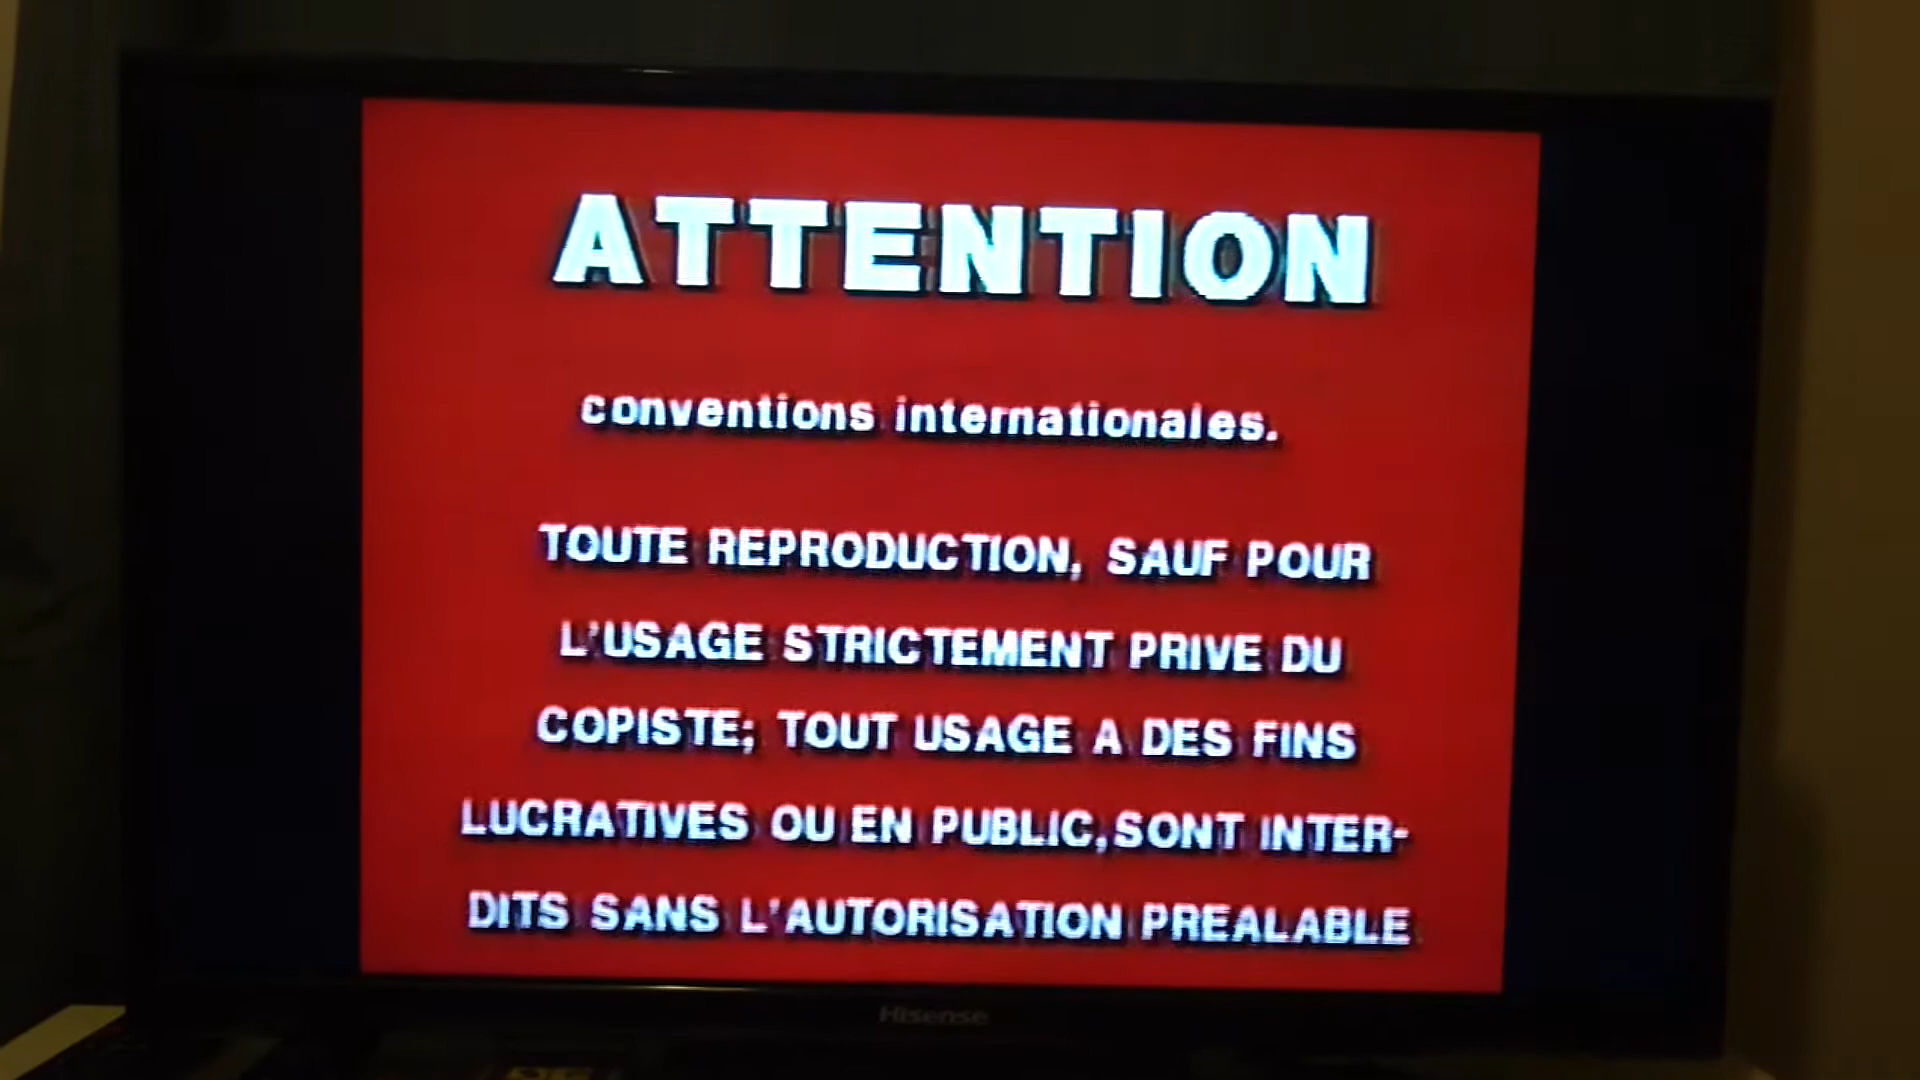 ATTENTION
conventions internationales.
TOUTE REPRODUCTION, SAUF POUR
L'USAGE STRICTEMENT PRIVE DU
COPISTE; TOUT USAGE A DES FINS
LUCRATIVES OU EN PUBLIC,SONT INTER-
DITS SANS L'AUTORISATION PREALABLE
Hisense